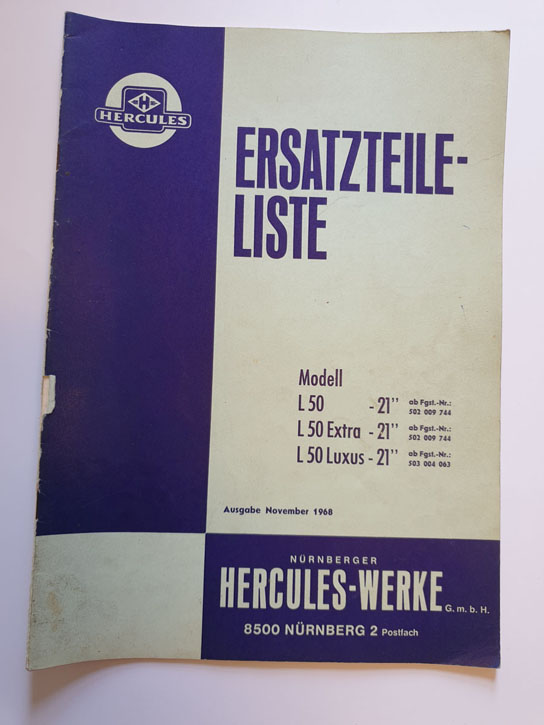 H
HERCULES
ERSATZTEILE-
LISTE
Modell
L 50 - 21" ab Fgst.-Nr.: 502 009 744
L 50 Extra - 21" ab Fgst.-Nr.: 502 009 744
L 50 Luxus - 21" ab Fgst.-Nr.: 503 004 063
Ausgabe November 1968
NÜRNBERGER
HERCULES-WERKE G. m. b. H.
8500 NÜRNBERG 2 Postfach